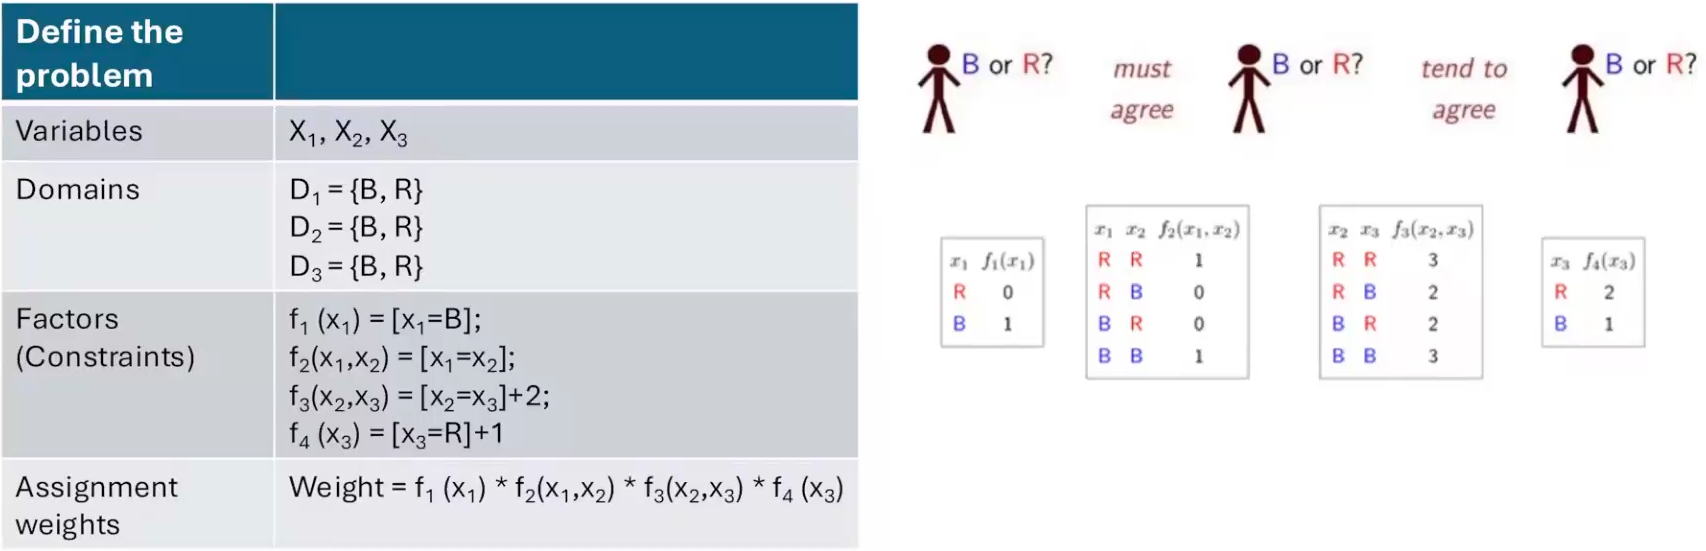 Define the
problem
Variables
X₁, X₂, X₃
Domains
D₁ = {B, R}
D₂ = {B, R}
D₃ = {B, R}
Factors
(Constraints)
f₁ (x₁) = [x₁=B];
f₂(x₁,x₂) = [x₁=x₂];
f₃(x₂,x₃) = [x₂=x₃]+2;
f₄ (x₃) = [x₃=R]+1
Assignment
weights
Weight = f₁ (x₁) * f₂(x₁,x₂) * f₃(x₂,x₃) * f₄ (x₃)
B or R?
must
agree
B or R?
tend to
agree
B or R?
x₁ f₁(x₁)
R 0
B 1
x₁ x₂ f₂(x₁,x₂)
R R 1
R B 0
B R 0
B B 1
x₂ x₃ f₃(x₂,x₃)
R R 3
R B 2
B R 2
B B 3
x₃ f₄(x₃)
R 2
B 1